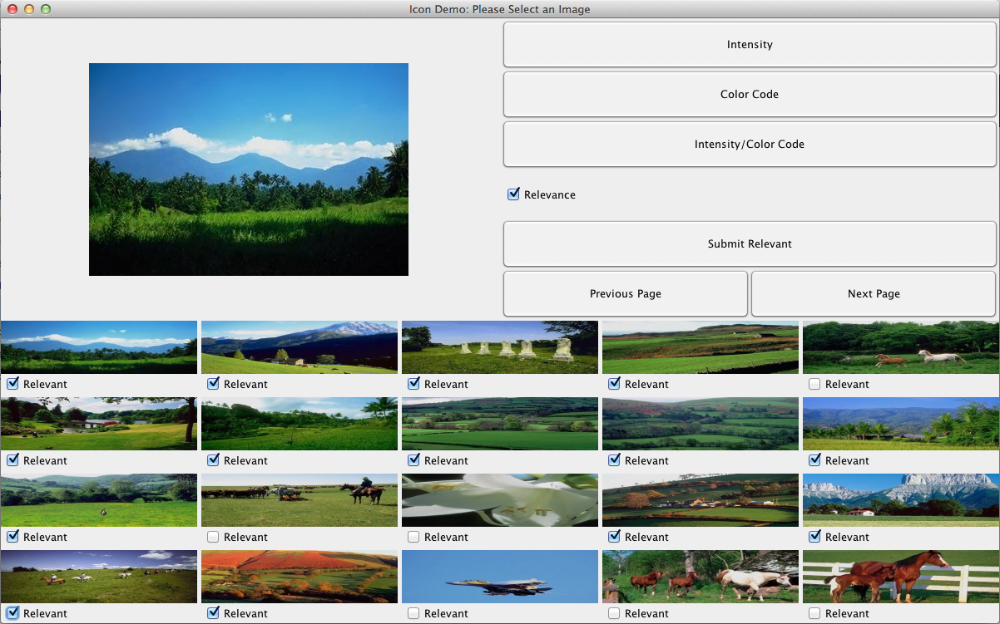 Icon Demo: Please Select an Image
Intensity
Color Code
Intensity/Color Code
Relevance
Submit Relevant
Previous Page Next Page
Relevant Relevant Relevant Relevant Relevant
Relevant Relevant Relevant Relevant Relevant
Relevant Relevant Relevant Relevant Relevant
Relevant Relevant Relevant Relevant Relevant